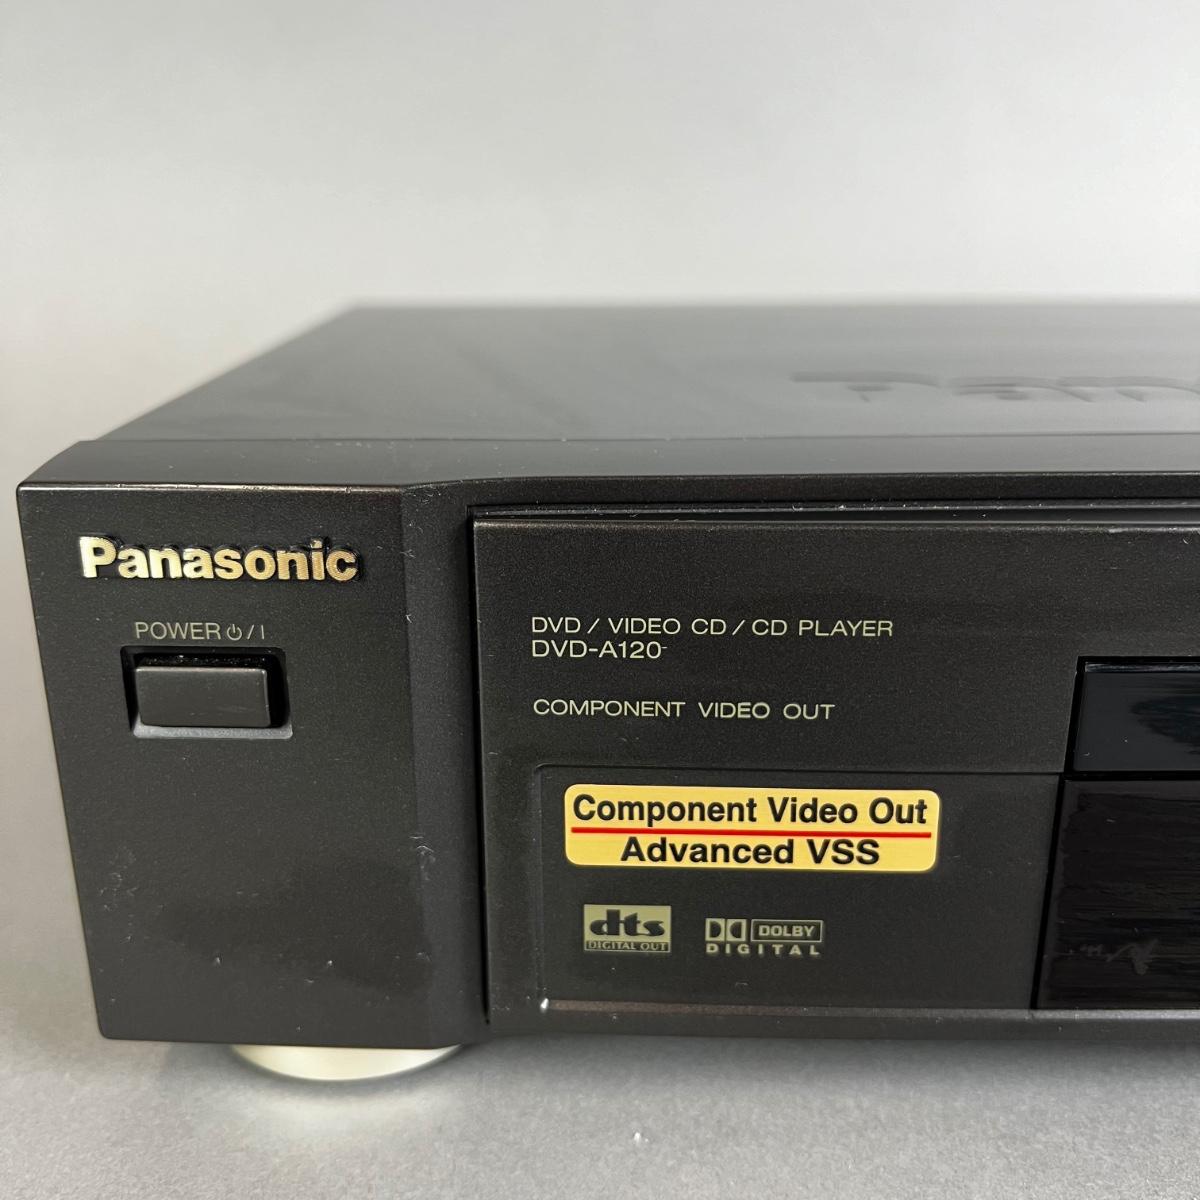 Panasonic
POWER ⏻/I
DVD / VIDEO CD / CD PLAYER
DVD-A120
COMPONENT VIDEO OUT
Component Video Out
Advanced VSS
dts
DIGITAL OUT
DOLBY
DIGITAL